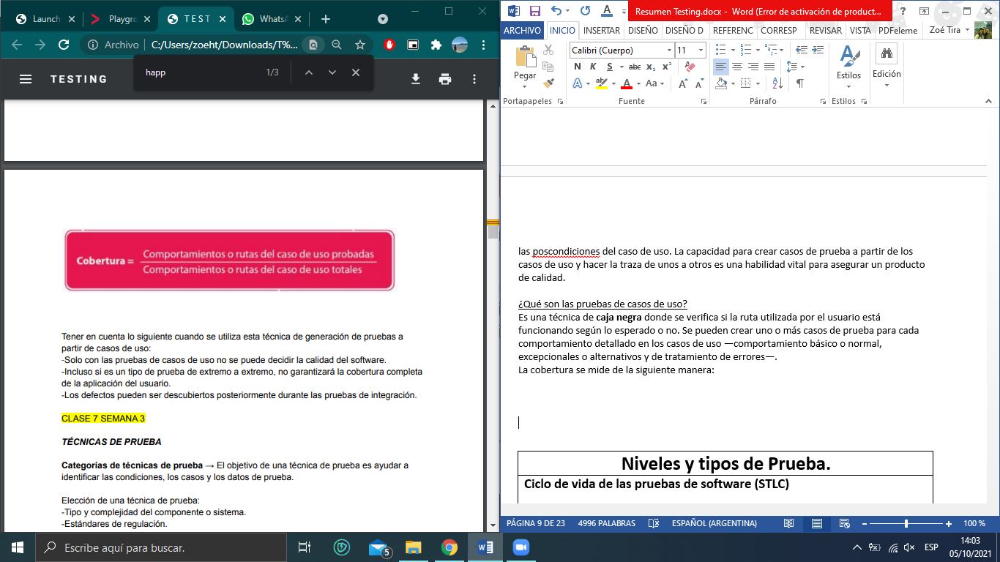 Launch
Playgro
T E S T
WhatsA
Archivo
C:/Users/zoeht/Downloads/T%...
happ
1/3
TESTING
Cobertura = Comportamientos o rutas del caso de uso probadas
Comportamientos o rutas del caso de uso totales
Tener en cuenta lo siguiente cuando se utiliza esta técnica de generación de pruebas a
partir de casos de uso:
-Solo con las pruebas de casos de uso no se puede decidir la calidad del software.
-Incluso si es un tipo de prueba de extremo a extremo, no garantizará la cobertura completa
de la aplicación del usuario.
-Los defectos pueden ser descubiertos posteriormente durante las pruebas de integración.
CLASE 7 SEMANA 3
TÉCNICAS DE PRUEBA
Categorías de técnicas de prueba → El objetivo de una técnica de prueba es ayudar a
identificar las condiciones, los casos y los datos de prueba.
Elección de una técnica de prueba:
-Tipo y complejidad del componente o sistema.
-Estándares de regulación.
Resumen Testing.docx - Word (Error de activación de product...
ARCHIVO INICIO INSERTAR DISEÑO DISEÑO D REFERENC CORRESP REVISAR VISTA PDFeleme Zoé Tira
Pegar
Calibri (Cuerpo) 11
N K S abc x₂ x²
A A Aa A A
Estilos
Edición
Portapapeles Fuente Párrafo Estilos
las poscondiciones del caso de uso. La capacidad para crear casos de prueba a partir de los
casos de uso y hacer la traza de unos a otros es una habilidad vital para asegurar un producto
de calidad.
¿Qué son las pruebas de casos de uso?
Es una técnica de caja negra donde se verifica si la ruta utilizada por el usuario está
funcionando según lo esperado o no. Se pueden crear uno o más casos de prueba para cada
comportamiento detallado en los casos de uso —comportamiento básico o normal,
excepcionales o alternativos y de tratamiento de errores—.
La cobertura se mide de la siguiente manera:
Niveles y tipos de Prueba.
Ciclo de vida de las pruebas de software (STLC)
PÁGINA 9 DE 23 4996 PALABRAS ESPAÑOL (ARGENTINA) 100 %
Escribe aquí para buscar.
5
ESP
14:03
05/10/2021